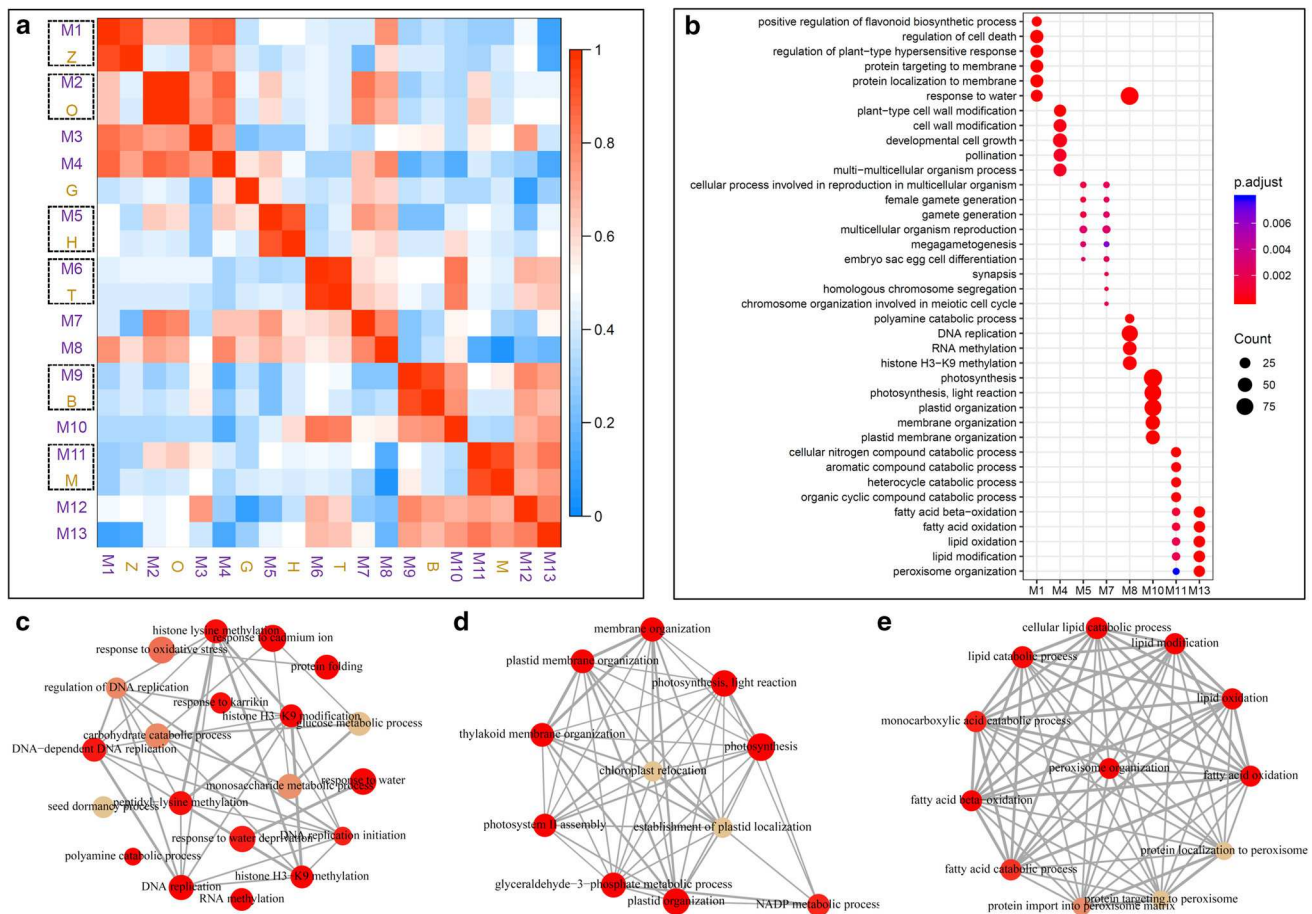 a
M1
Z
M2
O
M3
M4
G
M5
H
M6
T
M7
M8
M9
B
M10
M11
M
M12
M13
M1
Z
M2
O
M3
M4
G
M5
H
M6
T
M7
M8
M9
B
M10
M11
M
M12
M13
1
0.8
0.6
0.4
0.2
0
b
positive regulation of flavonoid biosynthetic process
regulation of cell death
regulation of plant-type hypersensitive response
protein targeting to membrane
protein localization to membrane
response to water
plant-type cell wall modification
cell wall modification
developmental cell growth
pollination
multi-multicellular organism process
cellular process involved in reproduction in multicellular organism
female gamete generation
gamete generation
multicellular organism reproduction
megagametogenesis
embryo sac egg cell differentiation
synapsis
homologous chromosome segregation
chromosome organization involved in meiotic cell cycle
polyamine catabolic process
DNA replication
RNA methylation
histone H3-K9 methylation
photosynthesis
photosynthesis, light reaction
plastid organization
membrane organization
plastid membrane organization
cellular nitrogen compound catabolic process
aromatic compound catabolic process
heterocycle catabolic process
organic cyclic compound catabolic process
fatty acid beta-oxidation
fatty acid oxidation
lipid oxidation
lipid modification
peroxisome organization
M1 M4 M5 M7 M8 M10 M11 M13
p.adjust
0.006
0.004
0.002
Count
25
50
75
c
histone lysine methylation
response to cadmium ion
response to oxidative stress
protein folding
regulation of DNA replication
response to karrikin
histone H3-K9 modification
glucose metabolic process
carbohydrate catabolic process
DNA-dependent DNA replication
monosaccharide metabolic process
response to water
seed dormancy process
peptidyl-lysine methylation
response to water deprivation
DNA replication initiation
polyamine catabolic process
histone H3-K9 methylation
DNA replication
RNA methylation
d
membrane organization
plastid membrane organization
photosynthesis, light reaction
thylakoid membrane organization
photosynthesis
chloroplast relocation
photosystem II assembly
establishment of plastid localization
glyceraldehyde-3-phosphate metabolic process
plastid organization
NADP metabolic process
e
cellular lipid catabolic process
lipid modification
lipid catabolic process
lipid oxidation
monocarboxylic acid catabolic process
peroxisome organization
fatty acid oxidation
fatty acid beta-oxidation
protein localization to peroxisome
fatty acid catabolic process
protein targeting to peroxisome
protein import into peroxisome matrix